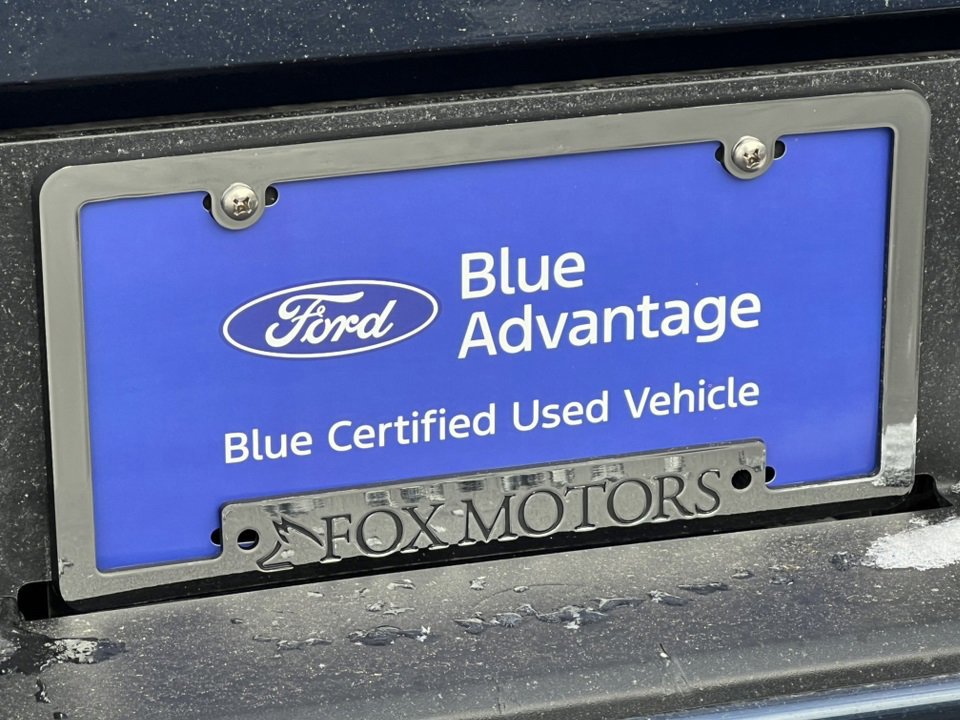 Ford
Blue
Advantage
Blue Certified Used Vehicle
FOX MOTORS